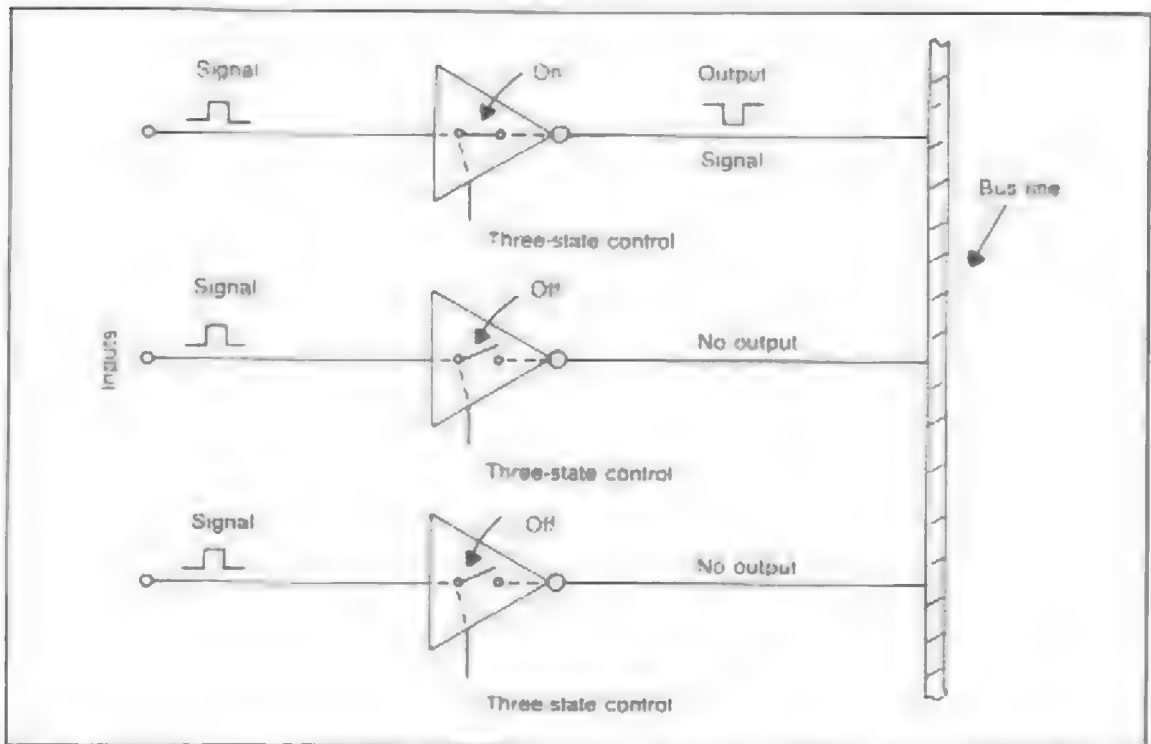 Signal
On
Output
Signal
Bus line
Three-state control
Signal
Off
No output
Inputs
Three-state control
Signal
Off
No output
Three-state control